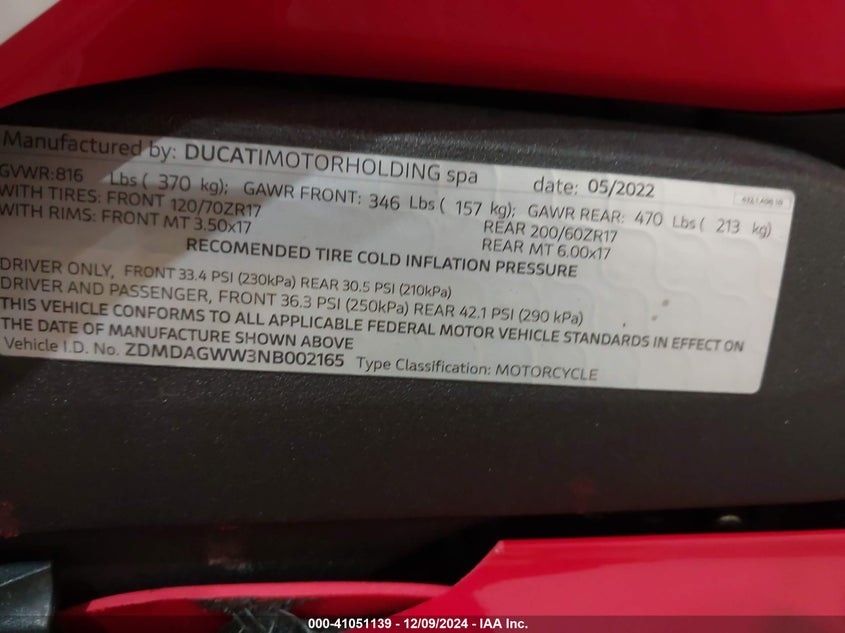 Manufactured by: DUCATIMOTORHOLDING spa date: 05/2022
GVWR:816 Lbs ( 370 kg); GAWR FRONT: 346 Lbs ( 157 kg); GAWR REAR: 470 Lbs ( 213 kg)
WITH TIRES: FRONT 120/70ZR17 REAR 200/60ZR17
WITH RIMS: FRONT MT 3.50x17 REAR MT 6.00x17
RECOMENDED TIRE COLD INFLATION PRESSURE
DRIVER ONLY, FRONT 33.4 PSI (230kPa) REAR 30.5 PSI (210kPa)
DRIVER AND PASSENGER, FRONT 36.3 PSI (250kPa) REAR 42.1 PSI (290 kPa)
THIS VEHICLE CONFORMS TO ALL APPLICABLE FEDERAL MOTOR VEHICLE STANDARDS IN EFFECT ON
THE DATE OF MANUFACTURE SHOWN ABOVE
Vehicle I.D. No. ZDMDAGWW3NB002165 Type Classification: MOTORCYCLE
000-41051139 - 12/09/2024 - IAA Inc.